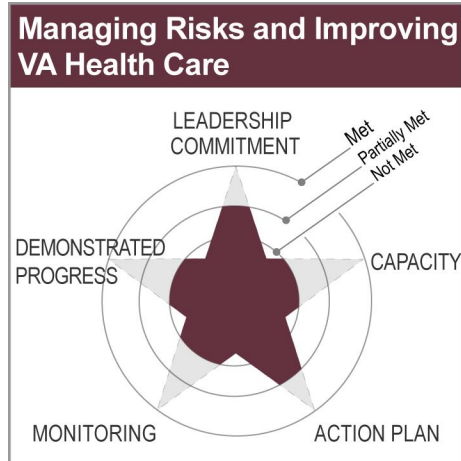 Managing Risks and Improving
VA Health Care
LEADERSHIP
COMMITMENT
Met
Partially Met
Not Met
DEMONSTRATED
PROGRESS
CAPACITY
MONITORING
ACTION PLAN